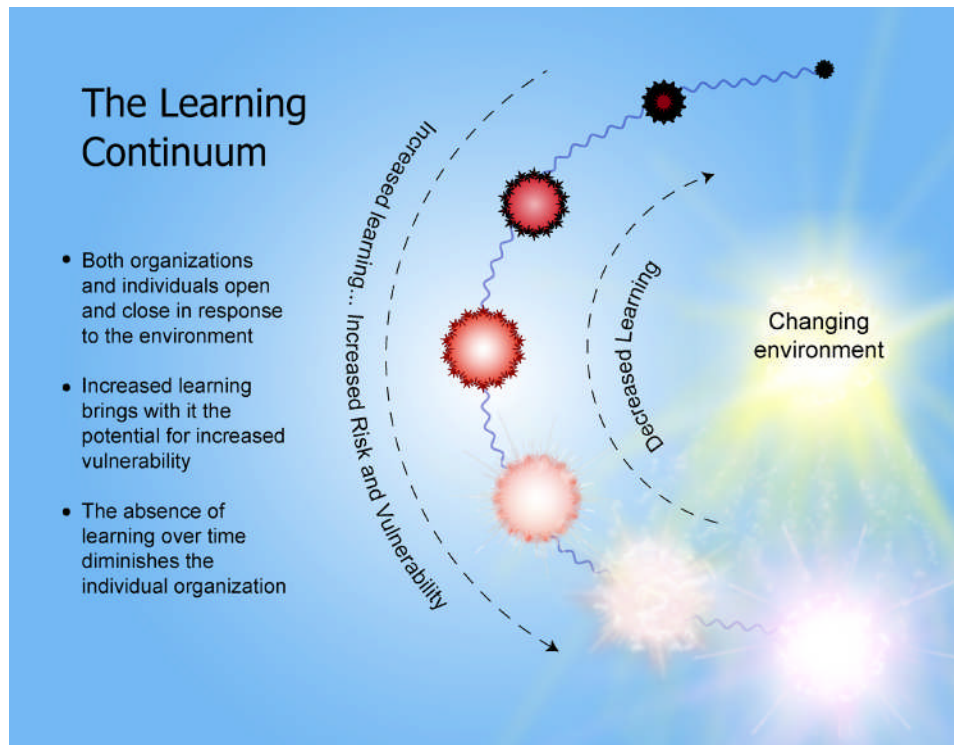 The Learning
Continuum
• Both organizations
and individuals open
and close in response
to the environment
• Increased learning
brings with it the
potential for increased
vulnerability
• The absence of
learning over time
diminishes the
individual organization
Increased learning... Increased Risk and Vulnerability
Decreased Learning
Changing
environment